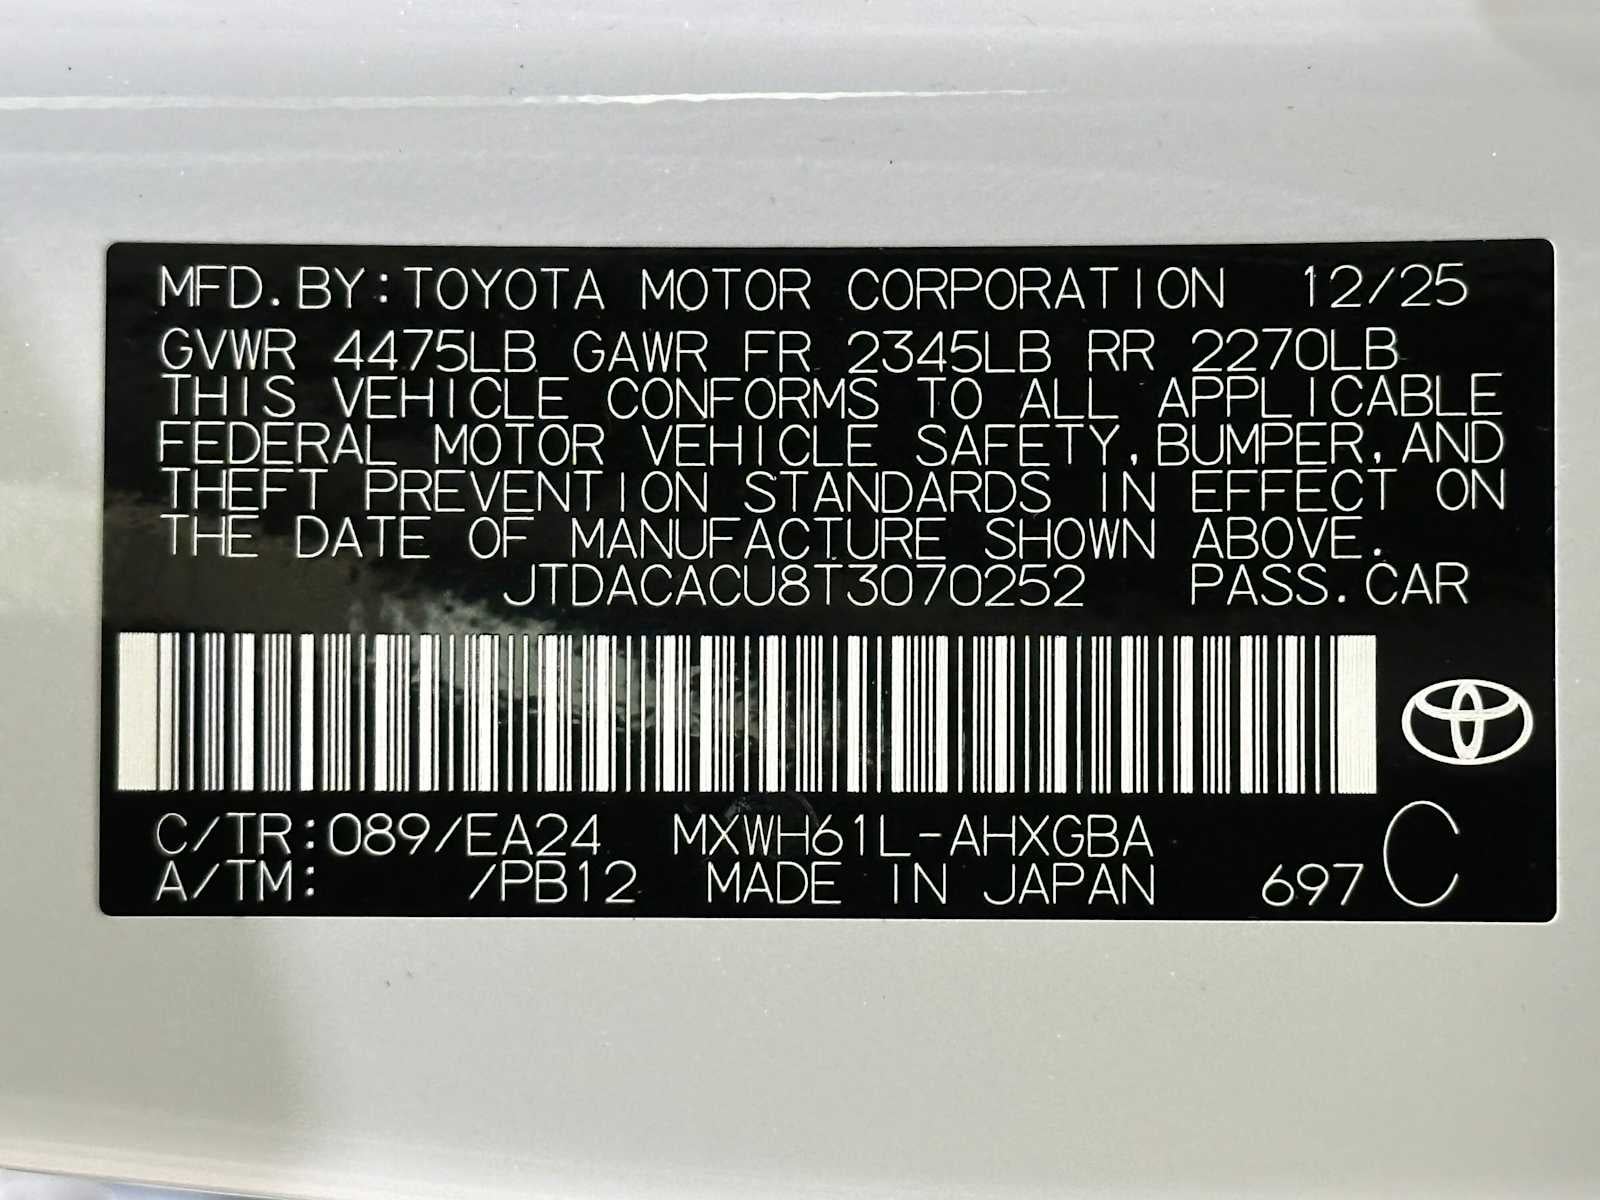 MFD. BY: TOYOTA MOTOR CORPORATION 12/25
GVWR 4475LB GAWR FR 2345LB RR 2270LB
THIS VEHICLE CONFORMS TO ALL APPLICABLE
FEDERAL MOTOR VEHICLE SAFETY, BUMPER, AND
THEFT PREVENTION STANDARDS IN EFFECT ON
THE DATE OF MANUFACTURE SHOWN ABOVE.
JTDACACU8T3070252 PASS. CAR
C/TR: 089/EA24 MXWH61L-AHXGBA
A/TM: /PB12 MADE IN JAPAN 697 C